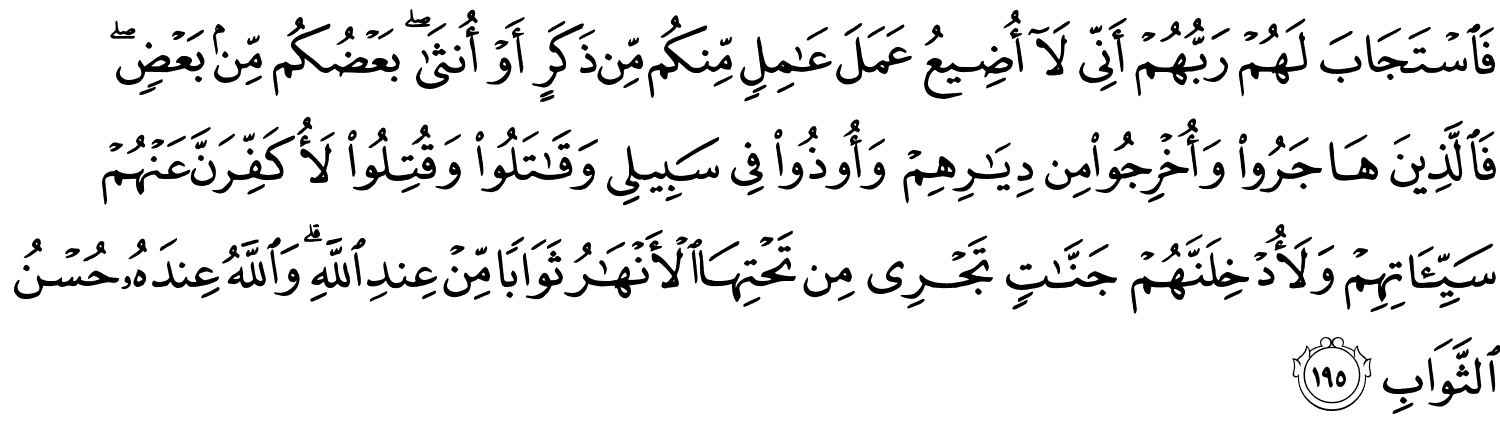 فَٱسۡتَجَابَ لَهُمۡ رَبُّهُمۡ أَنِّي لَآ أُضِيعُ عَمَلَ عَٰمِلٖ مِّنكُم مِّن ذَكَرٍ أَوۡ أُنثَىٰۖ بَعۡضُكُم مِّنۢ بَعۡضٖۖ
فَٱلَّذِينَ هَاجَرُواْ وَأُخۡرِجُواْ مِن دِيَٰرِهِمۡ وَأُوذُواْ فِي سَبِيلِي وَقَٰتَلُواْ وَقُتِلُواْ لَأُكَفِّرَنَّ عَنۡهُمۡ
سَيِّـَٔاتِهِمۡ وَلَأُدۡخِلَنَّهُمۡ جَنَّٰتٖ تَجۡرِي مِن تَحۡتِهَا ٱلۡأَنۡهَٰرُ ثَوَابٗا مِّنۡ عِندِ ٱللَّهِۚ وَٱللَّهُ عِندَهُۥ حُسۡنُ
ٱلثَّوَابِ ١٩٥